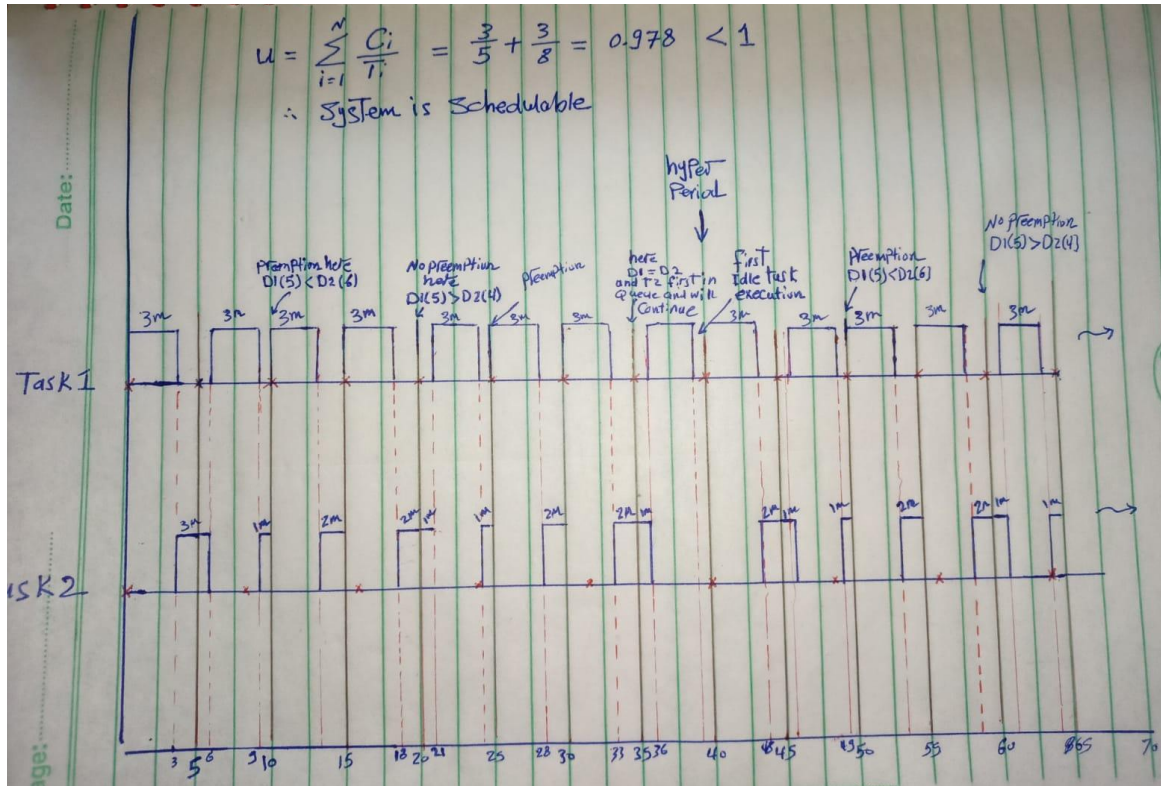 Date:
u = N Σ i=1 Ci/Ti = 3/5 + 3/8 = 0.978 < 1
∴ System is Schedulable
hyper
Period
Preemption here
D1(5) < D2(6)
No preemption
here
D1(5) > D2(4)
Preemption
here
D1 = D2
and T2 first in
Queue and will
Continue
first
Idle task
execution
Preemption
D1(5) < D2(6)
No Preemption
D1(5) > D2(4)
3m 3m 3m 3m 3m 3m 3m 3m 3m 3m 3m 3m
Task 1
3m 1m 2m 2m 1m 1m 2m 2m 1m 2m 1m 1m 2m 2m 1m 1m
ask 2
3 5 6 9 10 15 18 20 21 25 28 30 33 35 36 40 45 50 55 60 65 70
age: